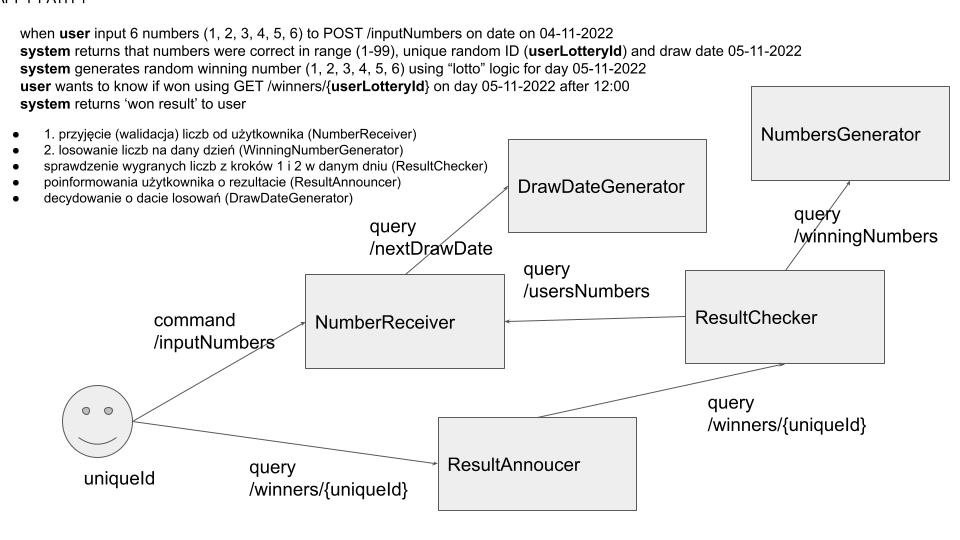 when user input 6 numbers (1, 2, 3, 4, 5, 6) to POST /inputNumbers on date on 04-11-2022
system returns that numbers were correct in range (1-99), unique random ID (userLotteryId) and draw date 05-11-2022
system generates random winning number (1, 2, 3, 4, 5, 6) using “lotto” logic for day 05-11-2022
user wants to know if won using GET /winners/{userLotteryId} on day 05-11-2022 after 12:00
system returns ‘won result’ to user
● 1. przyjęcie (walidacja) liczb od użytkownika (NumberReceiver)
● 2. losowanie liczb na dany dzień (WinningNumberGenerator)
● sprawdzenie wygranych liczb z kroków 1 i 2 w danym dniu (ResultChecker)
● poinformowania użytkownika o rezultacie (ResultAnnouncer)
● decydowanie o dacie losowań (DrawDateGenerator)
NumbersGenerator
DrawDateGenerator
query
/nextDrawDate
query
/winningNumbers
query
/usersNumbers
NumberReceiver
ResultChecker
command
/inputNumbers
query
/winners/{uniqueId}
ResultAnnoucer
uniqueId
query
/winners/{uniqueId}